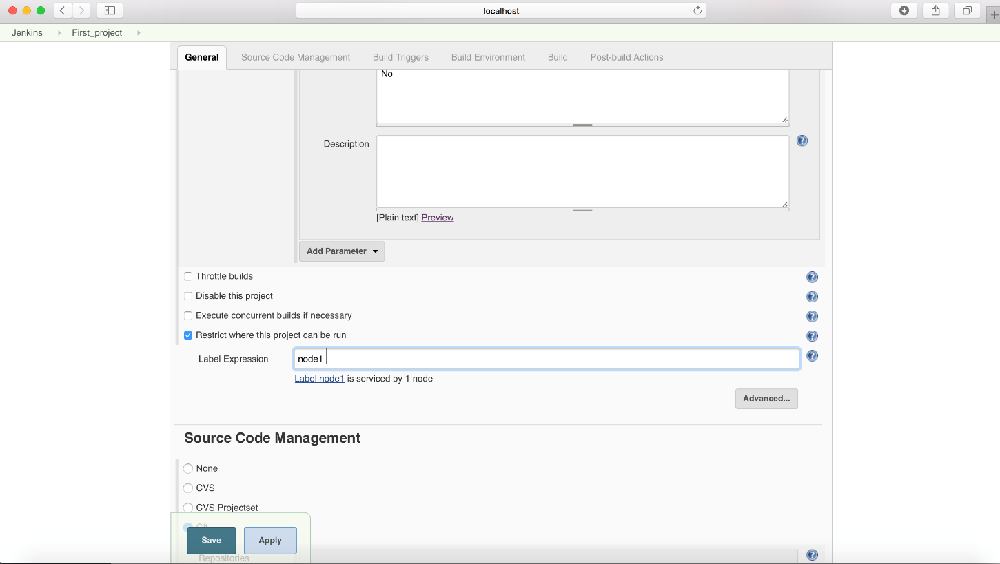 localhost
Jenkins First_project
General Source Code Management Build Triggers Build Environment Build Post-build Actions
No
Description
[Plain text] Preview
Add Parameter
Throttle builds
Disable this project
Execute concurrent builds if necessary
Restrict where this project can be run
Label Expression node1
Label node1 is serviced by 1 node
Advanced...
Source Code Management
None
CVS
CVS Projectset
Git
Save Apply
Repositories